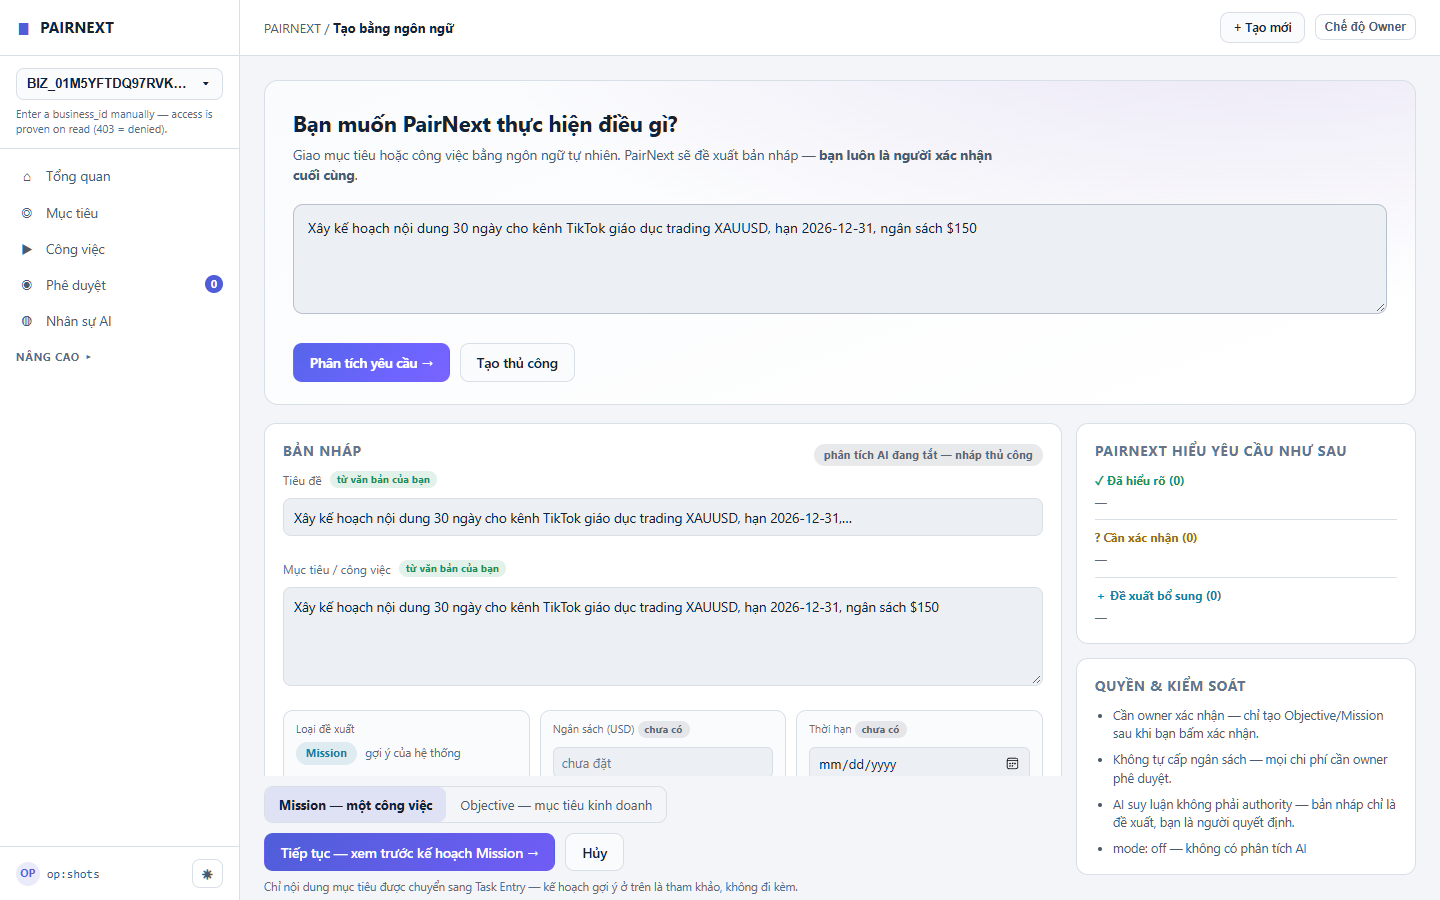 PAIRNEXT
BIZ_01M5YFTDQ97RVK...
Enter a business_id manually — access is
proven on read (403 = denied).
Tổng quan
Mục tiêu
Công việc
Phê duyệt
0
Nhân sự AI
NÂNG CAO
OP
op:shots
PAIRNEXT / Tạo bằng ngôn ngữ
+ Tạo mới
Chế độ Owner
Bạn muốn PairNext thực hiện điều gì?
Giao mục tiêu hoặc công việc bằng ngôn ngữ tự nhiên. PairNext sẽ đề xuất bản nháp — bạn luôn là người xác nhận
cuối cùng.
Xây kế hoạch nội dung 30 ngày cho kênh TikTok giáo dục trading XAUUSD, hạn 2026-12-31, ngân sách $150
Phân tích yêu cầu →
Tạo thủ công
BẢN NHÁP
phân tích AI đang tắt — nháp thủ công
Tiêu đề
từ văn bản của bạn
Xây kế hoạch nội dung 30 ngày cho kênh TikTok giáo dục trading XAUUSD, hạn 2026-12-31,...
Mục tiêu / công việc
từ văn bản của bạn
Xây kế hoạch nội dung 30 ngày cho kênh TikTok giáo dục trading XAUUSD, hạn 2026-12-31, ngân sách $150
Loại đề xuất
Mission
gợi ý của hệ thống
Ngân sách (USD)
chưa có
chưa đặt
Thời hạn
chưa có
mm/dd/yyyy
Mission — một công việc
Objective — mục tiêu kinh doanh
Tiếp tục — xem trước kế hoạch Mission →
Hủy
Chỉ nội dung mục tiêu được chuyển sang Task Entry — kế hoạch gợi ý ở trên là tham khảo, không đi kèm.
PAIRNEXT HIỂU YÊU CẦU NHƯ SAU
✓ Đã hiểu rõ (0)
—
? Cần xác nhận (0)
—
+ Đề xuất bổ sung (0)
—
QUYỀN & KIỂM SOÁT
• Cần owner xác nhận — chỉ tạo Objective/Mission
sau khi bạn bấm xác nhận.
• Không tự cấp ngân sách — mọi chi phí cần owner
phê duyệt.
• AI suy luận không phải authority — bản nháp chỉ là
đề xuất, bạn là người quyết định.
• mode: off — không có phân tích AI